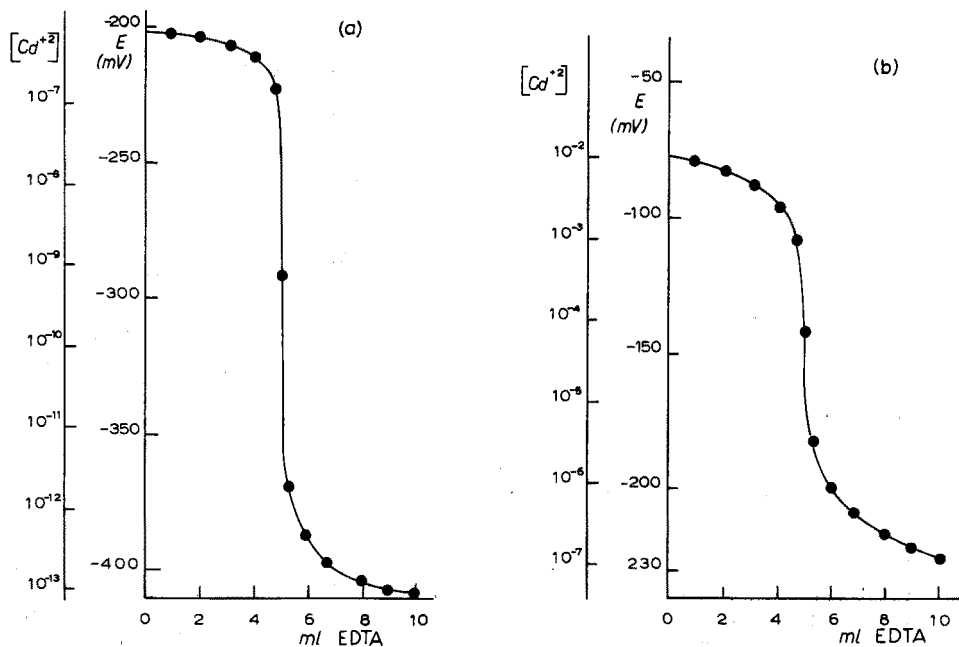 (a)
[Cd⁺²]
E
(mV)
-200
-250
-300
-350
-400
10⁻⁷
10⁻⁸
10⁻⁹
10⁻¹⁰
10⁻¹¹
10⁻¹²
10⁻¹³
0 2 4 6 8 10
ml EDTA
(b)
[Cd⁺²]
E
(mV)
-50
-100
-150
-200
230
10⁻²
10⁻³
10⁻⁴
10⁻⁵
10⁻⁶
10⁻⁷
0 2 4 6 8 10
ml EDTA